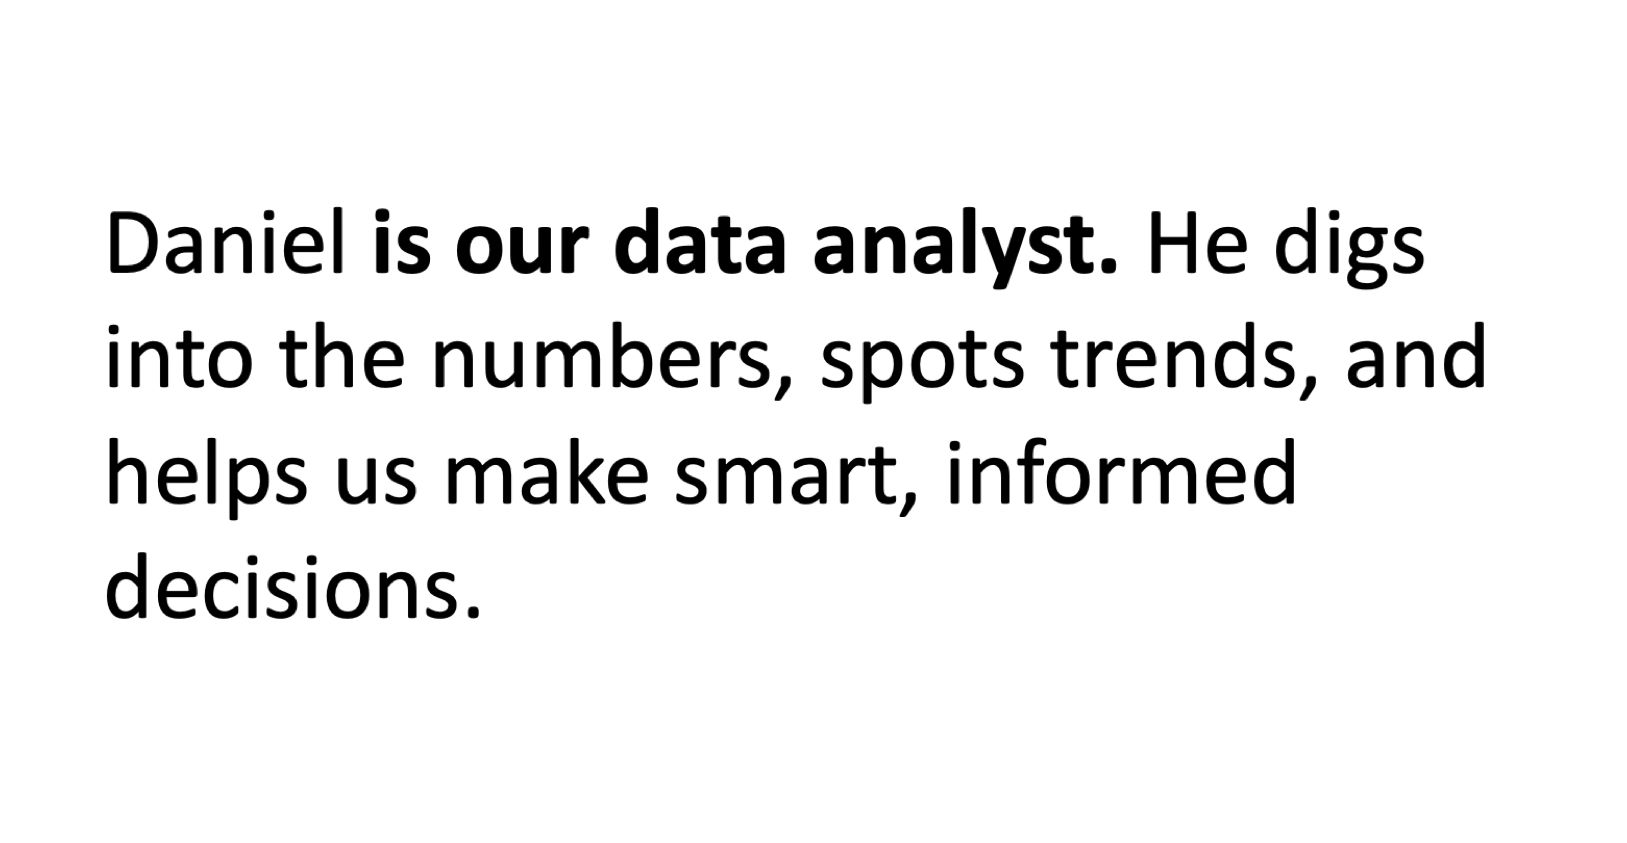 Daniel is our data analyst. He digs
into the numbers, spots trends, and
helps us make smart, informed
decisions.